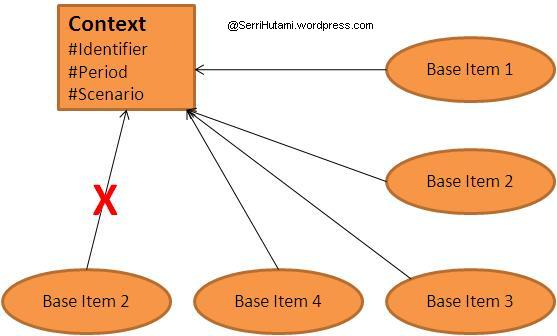 Context
#Identifier
#Period
#Scenario
@SerriHutami.wordpress.com
Base Item 1
Base Item 2
X
Base Item 2
Base Item 4
Base Item 3